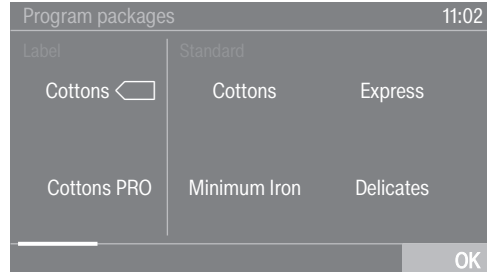 Program packages 11:02
Label Standard
Cottons Cottons Express
Cottons PRO Minimum Iron Delicates
OK